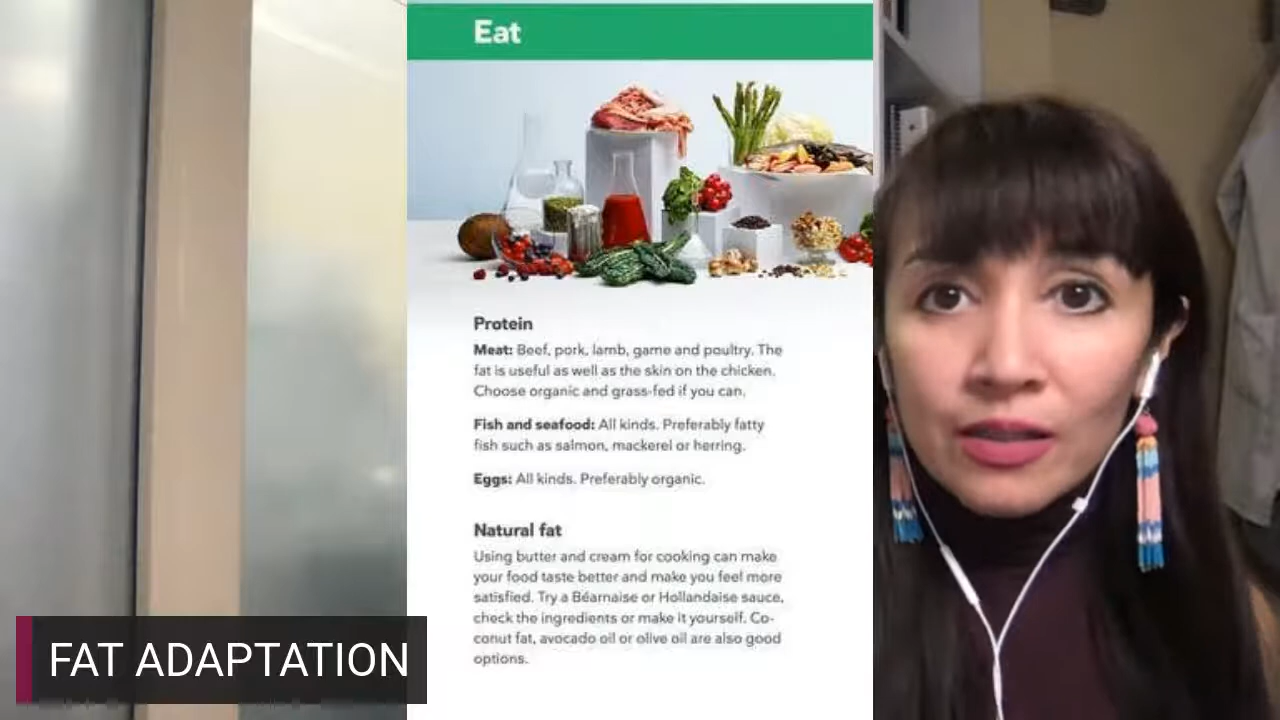 Eat
Protein
Meat: Beef, pork, lamb, game and poultry. The
fat is useful as well as the skin on the chicken.
Choose organic and grass-fed if you can.
Fish and seafood: All kinds. Preferably fatty
fish such as salmon, mackerel or herring.
Eggs: All kinds. Preferably organic.
Natural fat
Using butter and cream for cooking can make
your food taste better and make you feel more
satisfied. Try a Béarnaise or Hollandaise sauce,
check the ingredients or make it yourself. Co-
conut fat, avocado oil or olive oil are also good
options.
FAT ADAPTATION